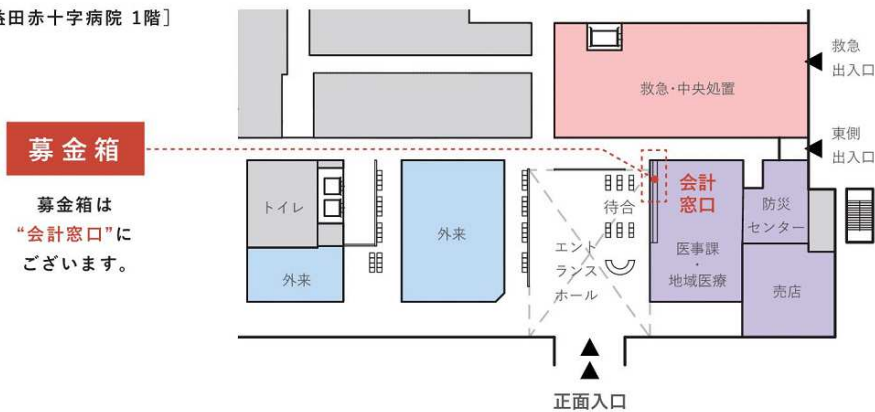 益田赤十字病院 1階]
救急・中央処置
救急
出入口
東側
出入口
募金箱
募金箱は
“会計窓口”に
ございます。
トイレ
外来
外来
待合
エント
ランス
ホール
会計
窓口
医事課
・
地域医療
防災
センター
売店
正面入口